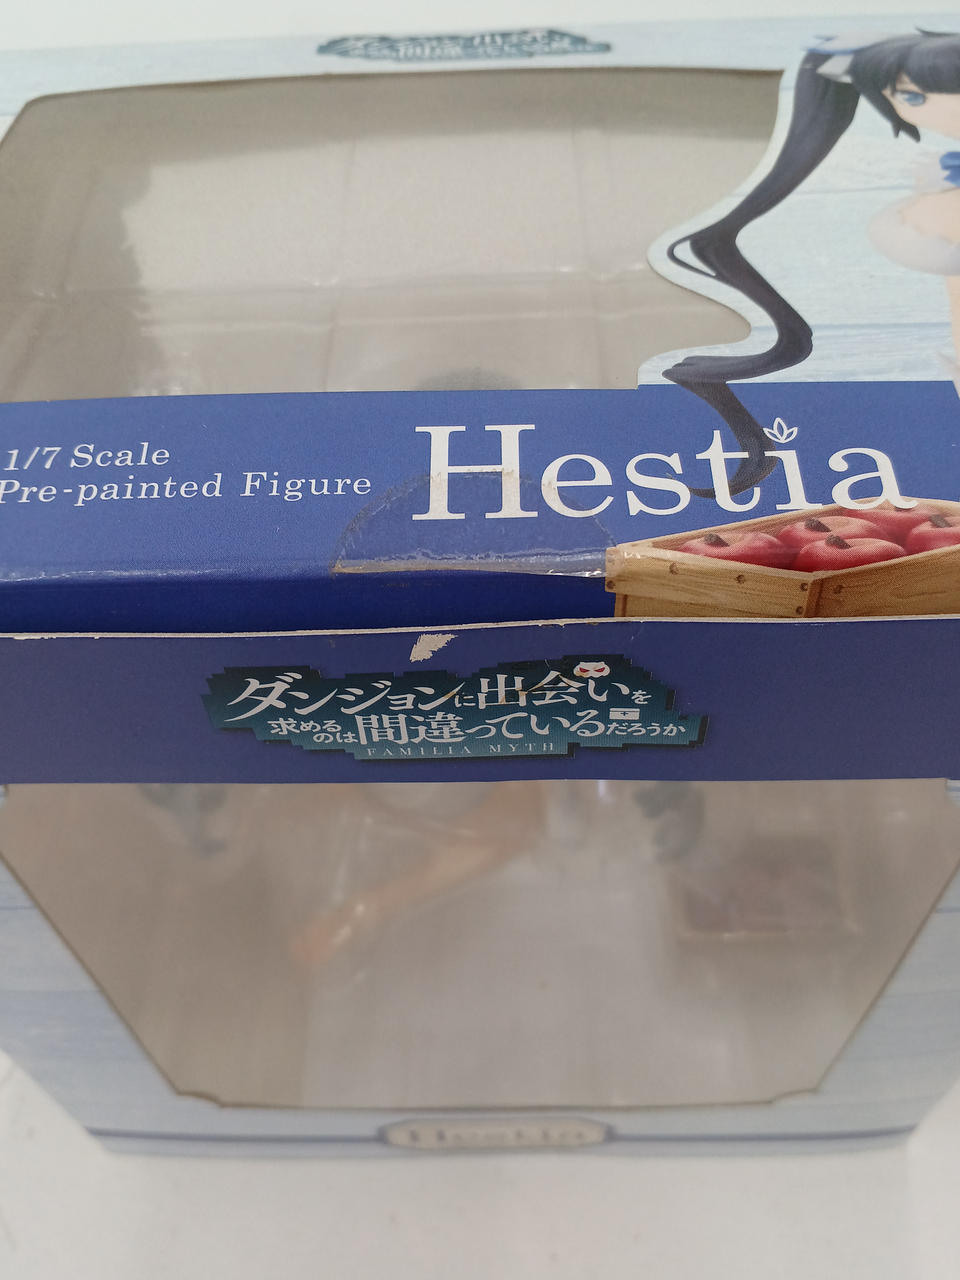 1/7 Scale
Pre-painted Figure
Hestia
ダンジョンに出会いを
求めるのは間違っているだろうか
FAMILIA MYTH
Hestia